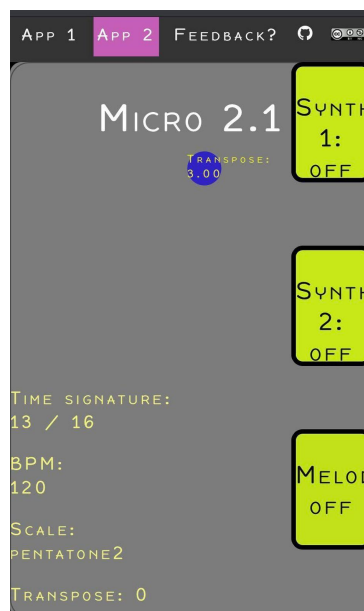 App 1 App 2 Feedback?
Micro 2.1
Transpose:
3.00
Synth
1:
OFF
Synth
2:
OFF
Time signature:
13 / 16
BPM:
120
Melod
OFF
Scale:
pentatone2
Transpose: 0